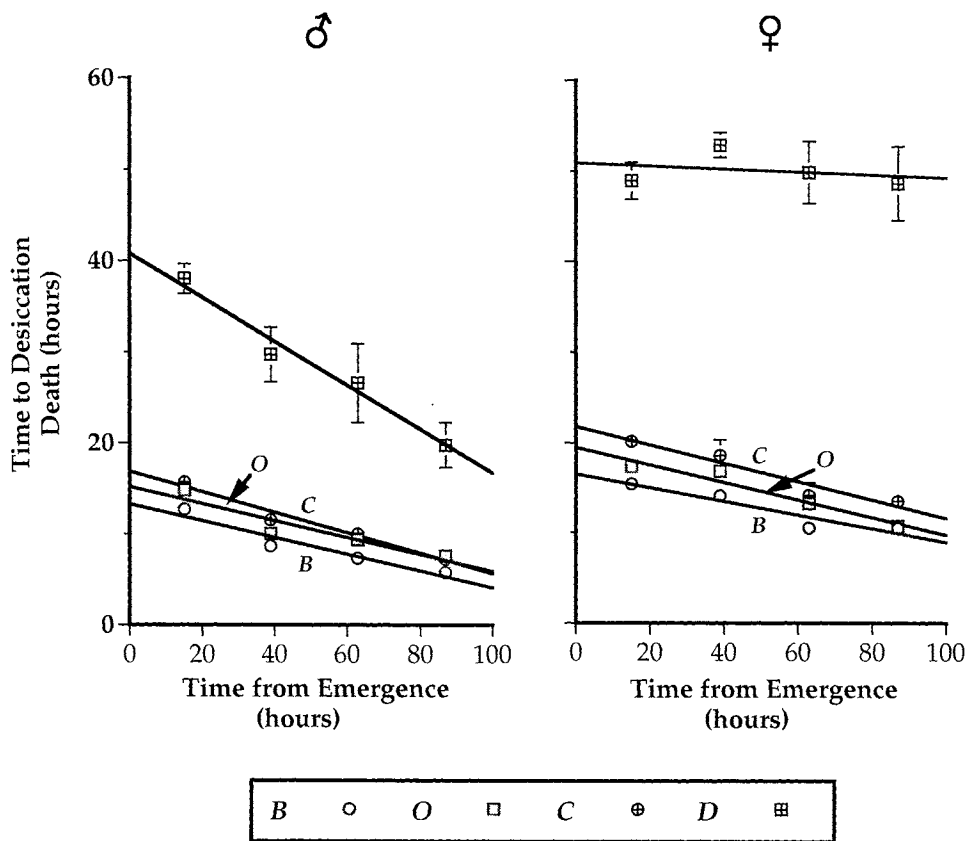 ♂
♀
Time to Desiccation
Death (hours)
60
40
20
0
O
C
B
0
20
40
60
80
100
Time from Emergence
(hours)
C
O
B
0
20
40
60
80
100
Time from Emergence
(hours)
B O C D